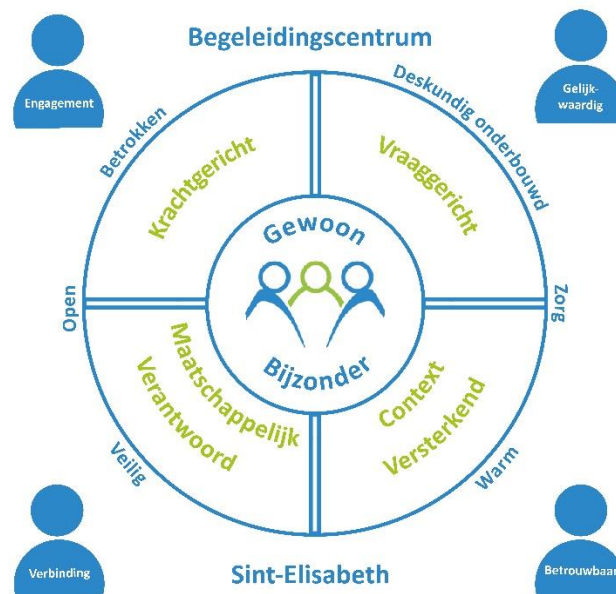 Begeleidingscentrum
Engagement
Gelijk-
waardig
Betrokken
Deskundig onderbouwd
Krachtgericht
Vraaggericht
Gewoon
Bijzonder
Open
Zorg
Maatschappelijk
Verantwoord
Context
Versterkend
Veilig
Warm
Verbinding
Sint-Elisabeth
Betrouwbaar